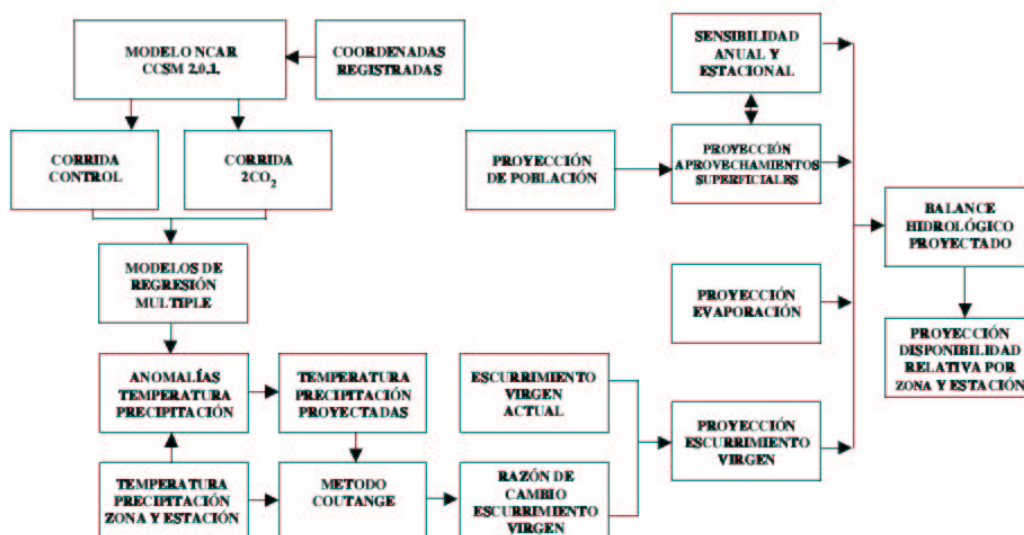 MODELO NCAR
CCSM 2.0.1.
COORDENADAS
REGISTRADAS
SENSIBILIDAD
ANUAL Y
ESTACIONAL
CORRIDA
CONTROL
CORRIDA
2CO₂
PROYECCIÓN
DE POBLACIÓN
PROYECCIÓN
APROVECHAMIENTOS
SUPERFICIALES
BALANCE
HIDROLÓGICO
PROYECTADO
MODELOS DE
REGRESIÓN
MULTIPLE
PROYECCIÓN
EVAPORACIÓN
PROYECCIÓN
DISPONIBILIDAD
RELATIVA POR
ZONA Y ESTACIÓN
ANOMALÍAS
TEMPERATURA
PRECIPITACIÓN
TEMPERATURA
PRECIPITACIÓN
PROYECTADAS
ESCURRIMIENTO
VIRGEN
ACTUAL
PROYECCIÓN
ESCURRIMIENTO
VIRGEN
TEMPERATURA
PRECIPITACIÓN
ZONA Y ESTACIÓN
METODO
COUTANGE
RAZÓN DE
CAMBIO
ESCURRIMIENTO
VIRGEN